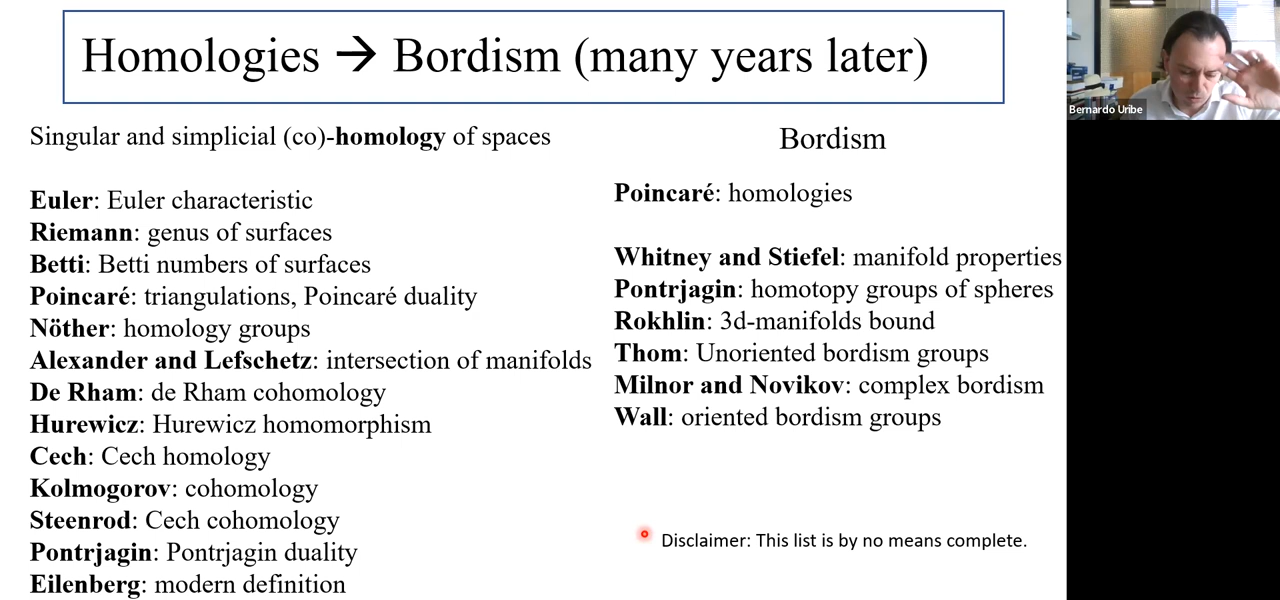 Homologies → Bordism (many years later)
Singular and simplicial (co)-homology of spaces
Euler: Euler characteristic
Riemann: genus of surfaces
Betti: Betti numbers of surfaces
Poincaré: triangulations, Poincaré duality
Nöther: homology groups
Alexander and Lefschetz: intersection of manifolds
De Rham: de Rham cohomology
Hurewicz: Hurewicz homomorphism
Cech: Cech homology
Kolmogorov: cohomology
Steenrod: Cech cohomology
Pontrjagin: Pontrjagin duality
Eilenberg: modern definition
Bordism
Poincaré: homologies
Whitney and Stiefel: manifold properties
Pontrjagin: homotopy groups of spheres
Rokhlin: 3d-manifolds bound
Thom: Unoriented bordism groups
Milnor and Novikov: complex bordism
Wall: oriented bordism groups
Disclaimer: This list is by no means complete.
Bernardo Uribe